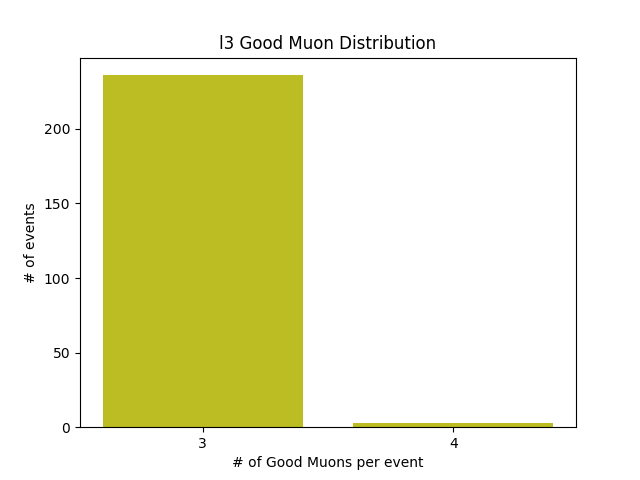 l3 Good Muon Distribution
200
150
100
50
0
# of events
3 4
# of Good Muons per event